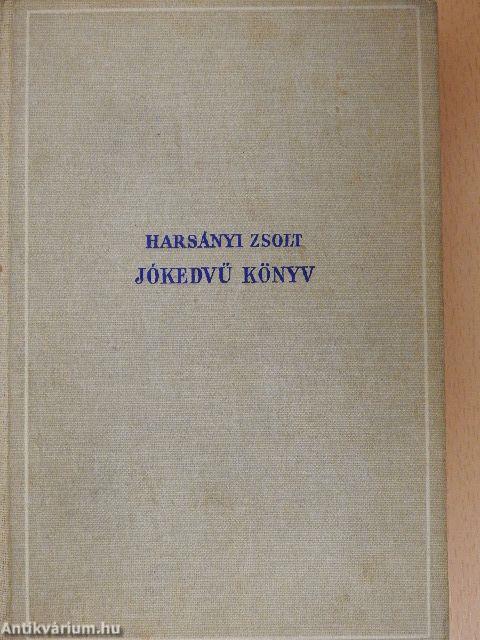 HARSÁNYI ZSOLT
JÓKEDVŰ KÖNYV
Antikvárium.hu